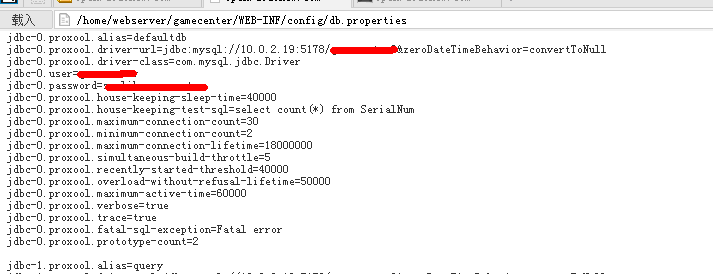 载入 /home/webserver/gamecenter/WEB-INF/config/db.properties
jdbc-0.proxool.alias=defaultdb
jdbc-0.proxool.driver-url=jdbc:mysql://10.0.2.19:5178/ &zeroDateTimeBehavior=convertToNull
jdbc-0.proxool.driver-class=com.mysql.jdbc.Driver
jdbc-0.user=
jdbc-0.password=
jdbc-0.proxool.house-keeping-sleep-time=40000
jdbc-0.proxool.house-keeping-test-sql=select count(*) from SerialNum
jdbc-0.proxool.maximum-connection-count=30
jdbc-0.proxool.minimum-connection-count=2
jdbc-0.proxool.maximum-connection-lifetime=18000000
jdbc-0.proxool.simultaneous-build-throttle=5
jdbc-0.proxool.recently-started-threshold=40000
jdbc-0.proxool.overload-without-refusal-lifetime=50000
jdbc-0.proxool.maximum-active-time=60000
jdbc-0.proxool.verbose=true
jdbc-0.proxool.trace=true
jdbc-0.proxool.fatal-sql-exception=Fatal error
jdbc-0.proxool.prototype-count=2
jdbc-1.proxool.alias=query